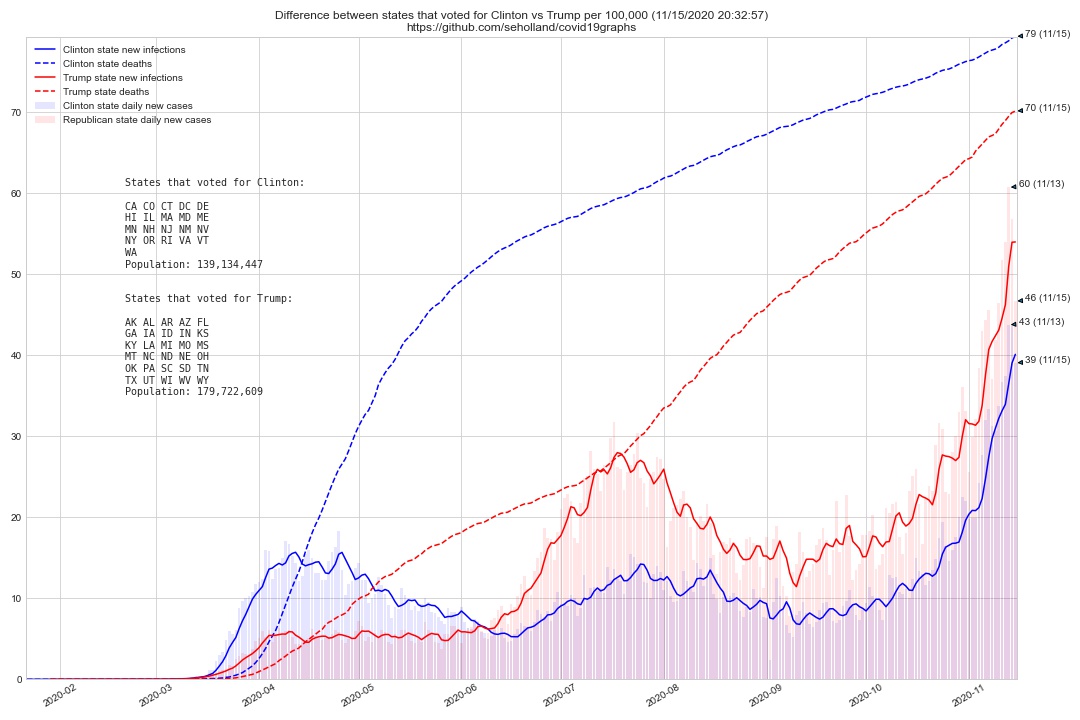 Difference between states that voted for Clinton vs Trump per 100,000 (11/15/2020 20:32:57)
https://github.com/seholland/covid19graphs
Clinton state new infections
Clinton state deaths
Trump state new infections
Trump state deaths
Clinton state daily new cases
Republican state daily new cases
States that voted for Clinton:
CA CO CT DC DE
HI IL MA MD ME
MN NH NJ NM NV
NY OR RI VA VT
WA
Population: 139,134,447
States that voted for Trump:
AK AL AR AZ FL
GA IA ID IN KS
KY LA MI MO MS
MT NC ND NE OH
OK PA SC SD TN
TX UT WI WV WY
Population: 179,722,609
79 (11/15)
70 (11/15)
60 (11/13)
46 (11/15)
43 (11/13)
39 (11/15)
70
60
50
40
30
20
10
0
2020-02
2020-03
2020-04
2020-05
2020-06
2020-07
2020-08
2020-09
2020-10
2020-11